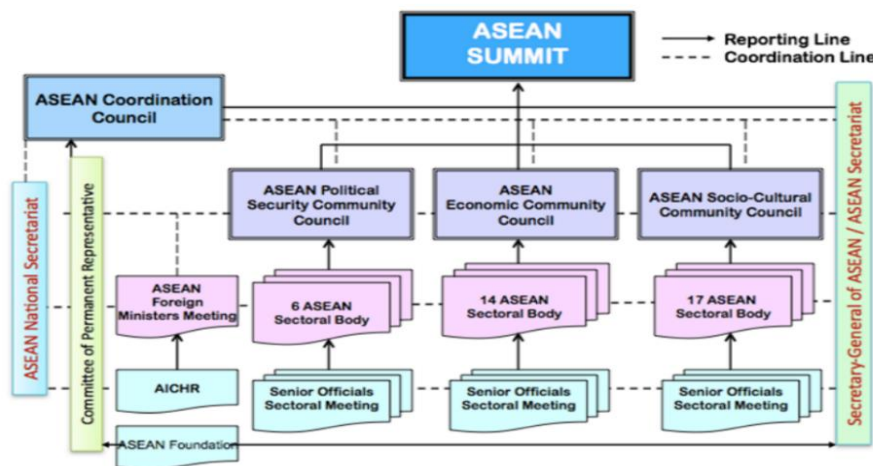 ASEAN
SUMMIT
Reporting Line
Coordination Line
ASEAN Coordination
Council
ASEAN National Secretariat
Committee of Permanent Representative
Secretary-General of ASEAN / ASEAN Secretariat
ASEAN Political
Security Community
Council
ASEAN
Economic Community
Council
ASEAN Socio-Cultural
Community Council
ASEAN
Foreign
Ministers Meeting
6 ASEAN
Sectoral Body
14 ASEAN
Sectoral Body
17 ASEAN
Sectoral Body
AICHR
Senior Officials
Sectoral Meeting
Senior Officials
Sectoral Meeting
Senior Officials
Sectoral Meeting
ASEAN Foundation